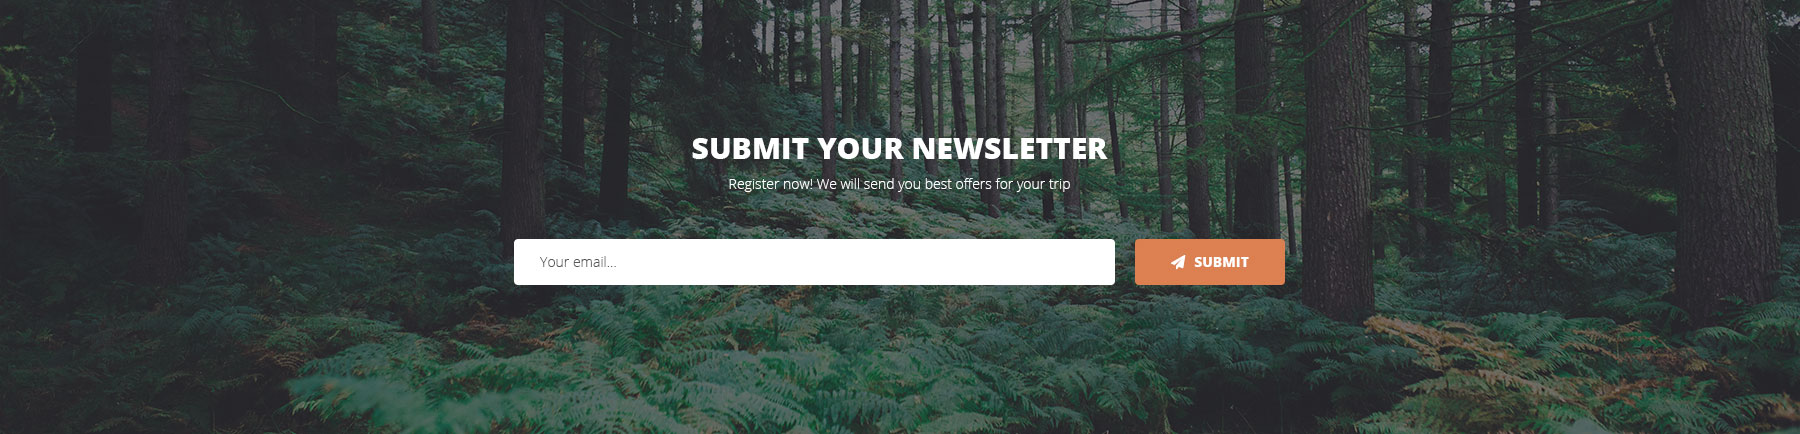 SUBMIT YOUR NEWSLETTER
Register now! We will send you best offers for your trip
Your email...
SUBMIT